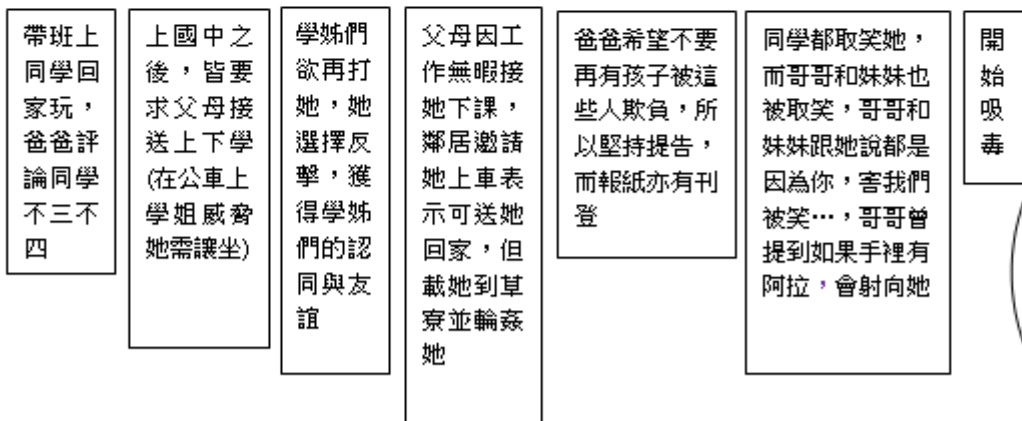 帶班上
同學回
家玩，
爸爸評
論同學
不三不
四
上國中之
後，皆要
求父母接
送上下學
(在公車上
學姐威脅
她需讓坐)
學姊們
欲再打
她，她
選擇反
擊，獲
得學姊
們的認
同與友
誼
父母因工
作無暇接
她下課，
鄰居邀請
她上車表
示可送她
回家，但
載她到草
寮並輪姦
她
爸爸希望不要
再有孩子被這
些人欺負，所
以堅持提告，
而報紙亦有刊
登
同學都取笑她，
而哥哥和妹妹也
被取笑，哥哥和
妹妹跟她說都是
因為你，害我們
被笑…，哥哥曾
提到如果手裡有
阿拉，會射向她
開
始
吸
毒